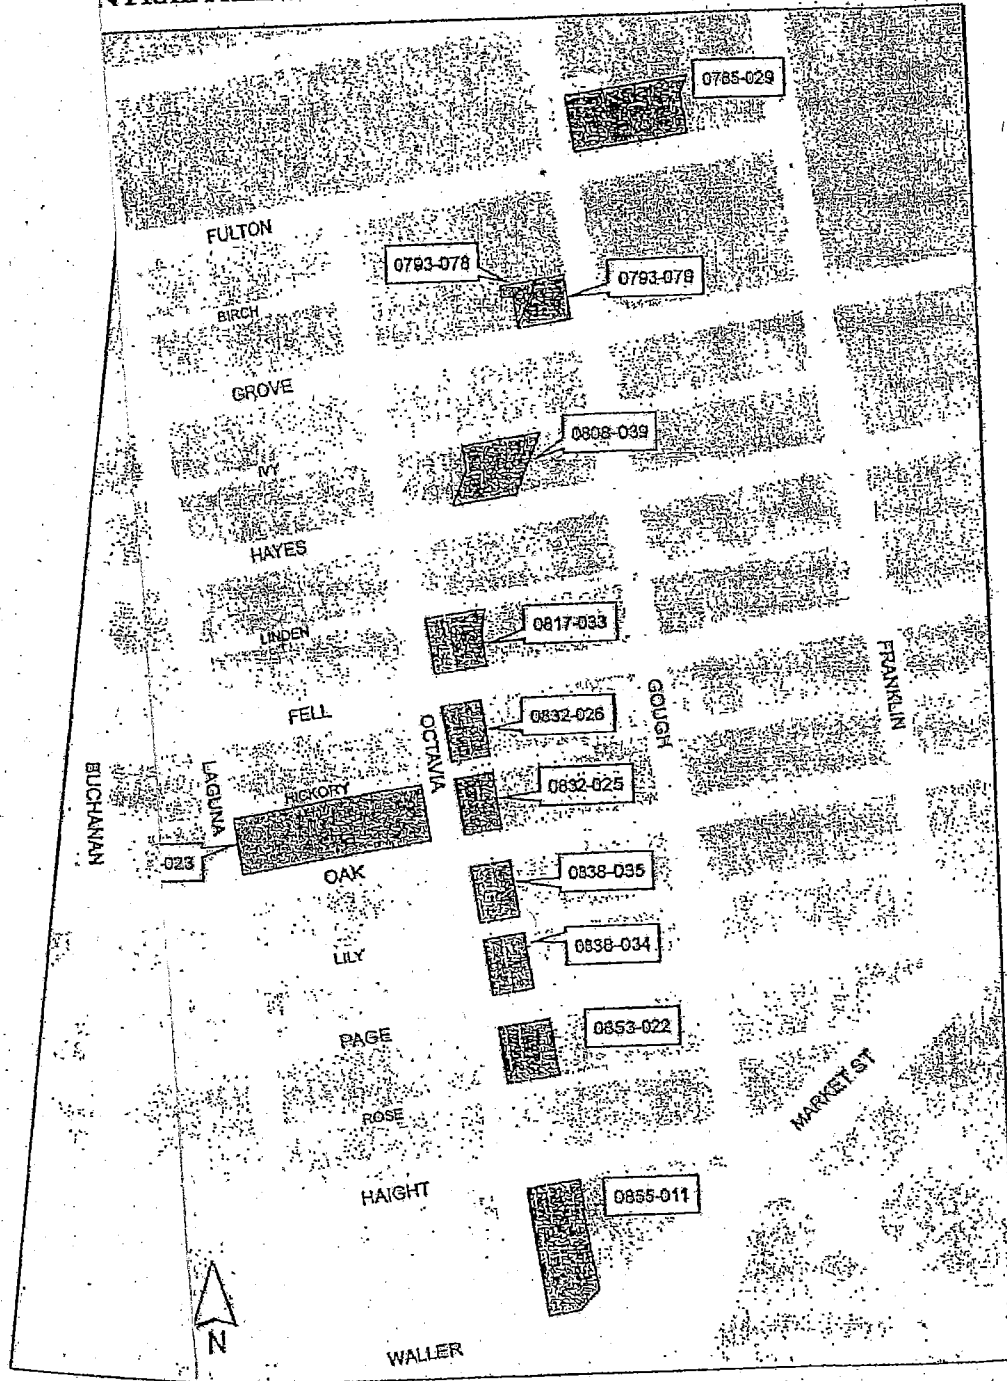 0785-029
FULTON
0793-078
0793-079
BIRCH
GROVE
0808-039
IVY
HAYES
0817-033
LINDEN
FRANKLIN
FELL
OCTAVIA
0832-026
GOUGH
BUCHANAN
LAGUNA
HICKORY
0832-025
-023
OAK
0838-035
LILY
0838-034
PAGE
0853-022
MARKET ST
ROSE
HAIGHT
0855-011
N
WALLER